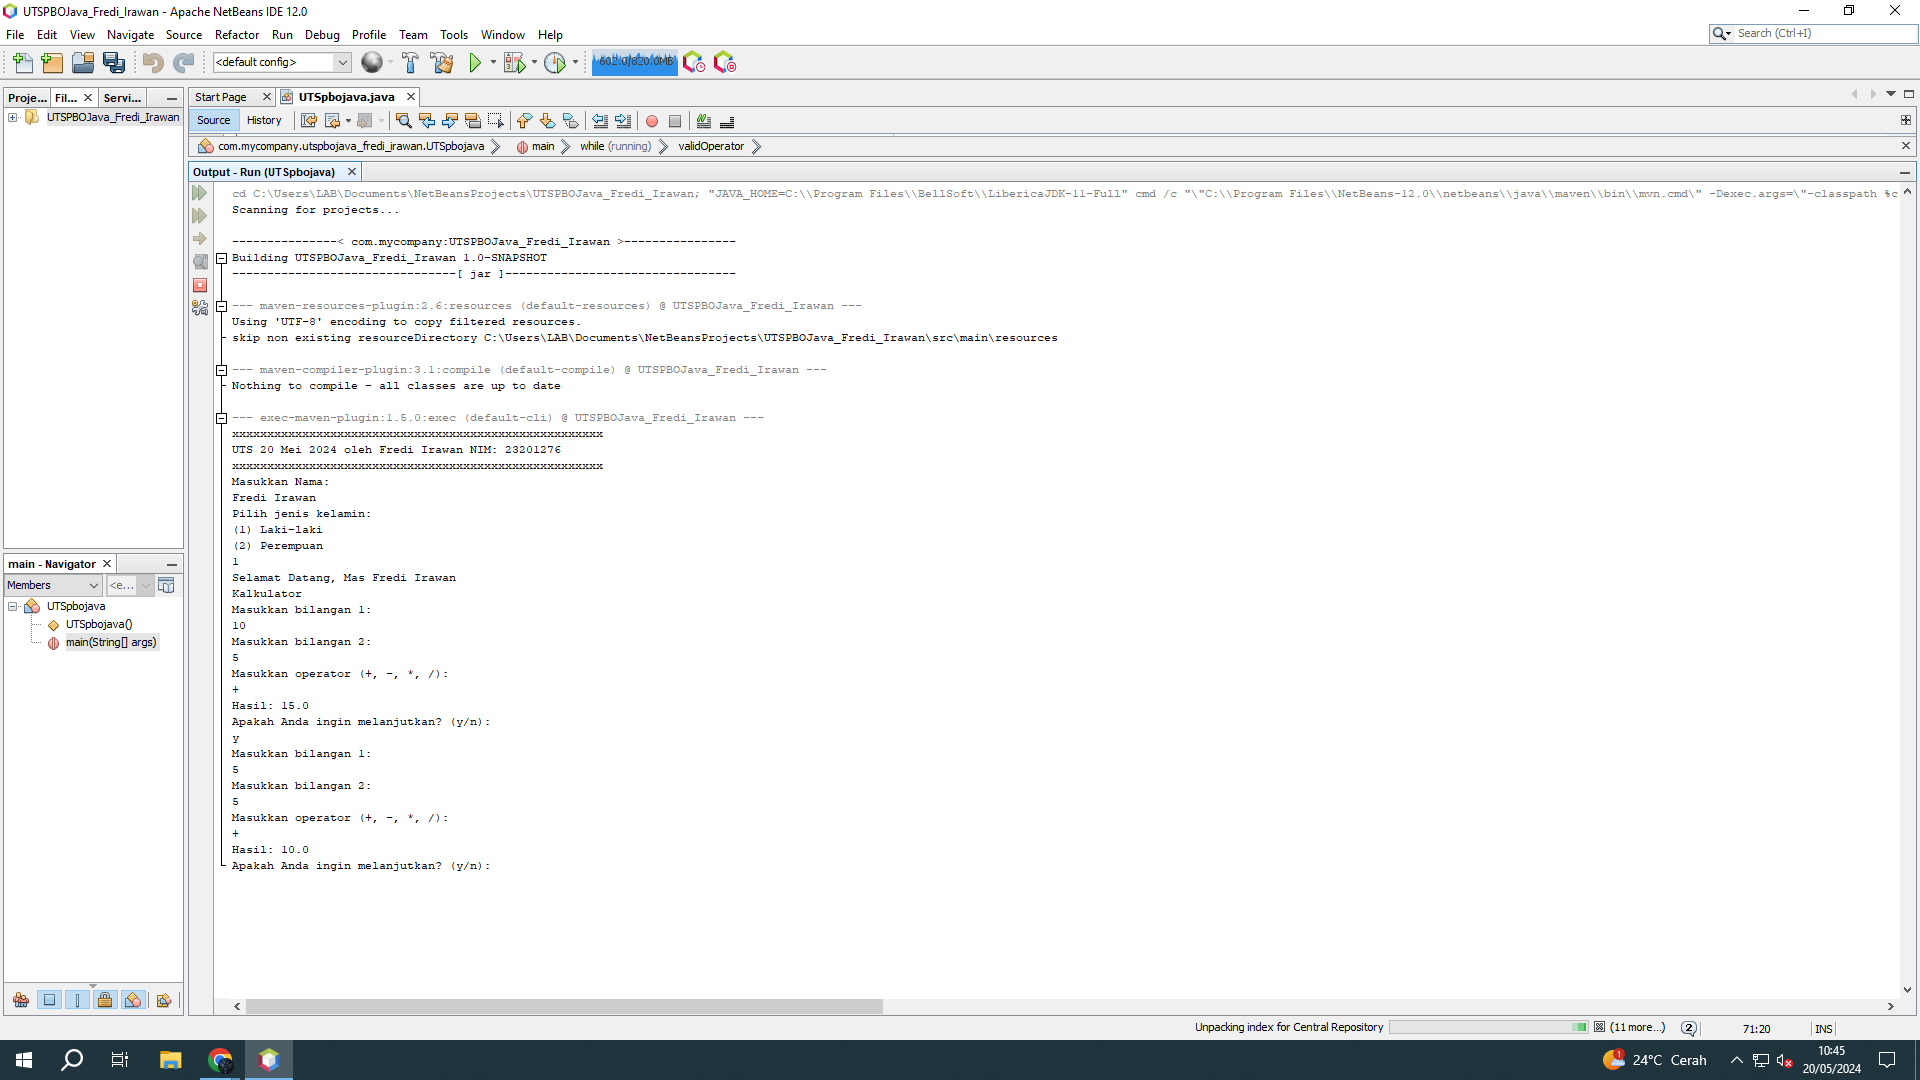 UTSPBOJava_Fredi_Irawan - Apache NetBeans IDE 12.0
File Edit View Navigate Source Refactor Run Debug Profile Team Tools Window Help
Search (Ctrl+I)
<default config>
602.0/820.0MB
Proje... Fil... Servi...
Start Page UTSpbojava.java
UTSPBOJava_Fredi_Irawan
Source History
com.mycompany.utspbojava_fredi_irawan.UTSpbojava main while (running) validOperator
Output - Run (UTSpbojava)
cd C:\Users\LAB\Documents\NetBeansProjects\UTSPBOJava_Fredi_Irawan; "JAVA_HOME=C:\\Program Files\\BellSoft\\LibericaJDK-11-Full" cmd /c "\"C:\\Program Files\\NetBeans-12.0\\netbeans\\java\\maven\\bin\\mvn.cmd\" -Dexec.args=\"-classpath %c
Scanning for projects...
---------------< com.mycompany:UTSPBOJava_Fredi_Irawan >----------------
Building UTSPBOJava_Fredi_Irawan 1.0-SNAPSHOT
--------------------------------[ jar ]---------------------------------
--- maven-resources-plugin:2.6:resources (default-resources) @ UTSPBOJava_Fredi_Irawan ---
Using 'UTF-8' encoding to copy filtered resources.
skip non existing resourceDirectory C:\Users\LAB\Documents\NetBeansProjects\UTSPBOJava_Fredi_Irawan\src\main\resources
--- maven-compiler-plugin:3.1:compile (default-compile) @ UTSPBOJava_Fredi_Irawan ---
Nothing to compile - all classes are up to date
--- exec-maven-plugin:1.5.0:exec (default-cli) @ UTSPBOJava_Fredi_Irawan ---
xxxxxxxxxxxxxxxxxxxxxxxxxxxxxxxxxxxxxxxxxxxxxxxxxxxxx
UTS 20 Mei 2024 oleh Fredi Irawan NIM: 23201276
xxxxxxxxxxxxxxxxxxxxxxxxxxxxxxxxxxxxxxxxxxxxxxxxxxxxx
Masukkan Nama:
Fredi Irawan
Pilih jenis kelamin:
(1) Laki-laki
(2) Perempuan
1
Selamat Datang, Mas Fredi Irawan
Kalkulator
Masukkan bilangan 1:
10
Masukkan bilangan 2:
5
Masukkan operator (+, -, *, /):
+
Hasil: 15.0
Apakah Anda ingin melanjutkan? (y/n):
y
Masukkan bilangan 1:
5
Masukkan bilangan 2:
5
Masukkan operator (+, -, *, /):
+
Hasil: 10.0
Apakah Anda ingin melanjutkan? (y/n):
main - Navigator
Members <e...
UTSpbojava
UTSpbojava()
main(String[] args)
Unpacking index for Central Repository (11 more...) 2 71:20 INS
1 24°C Cerah
10:45
20/05/2024